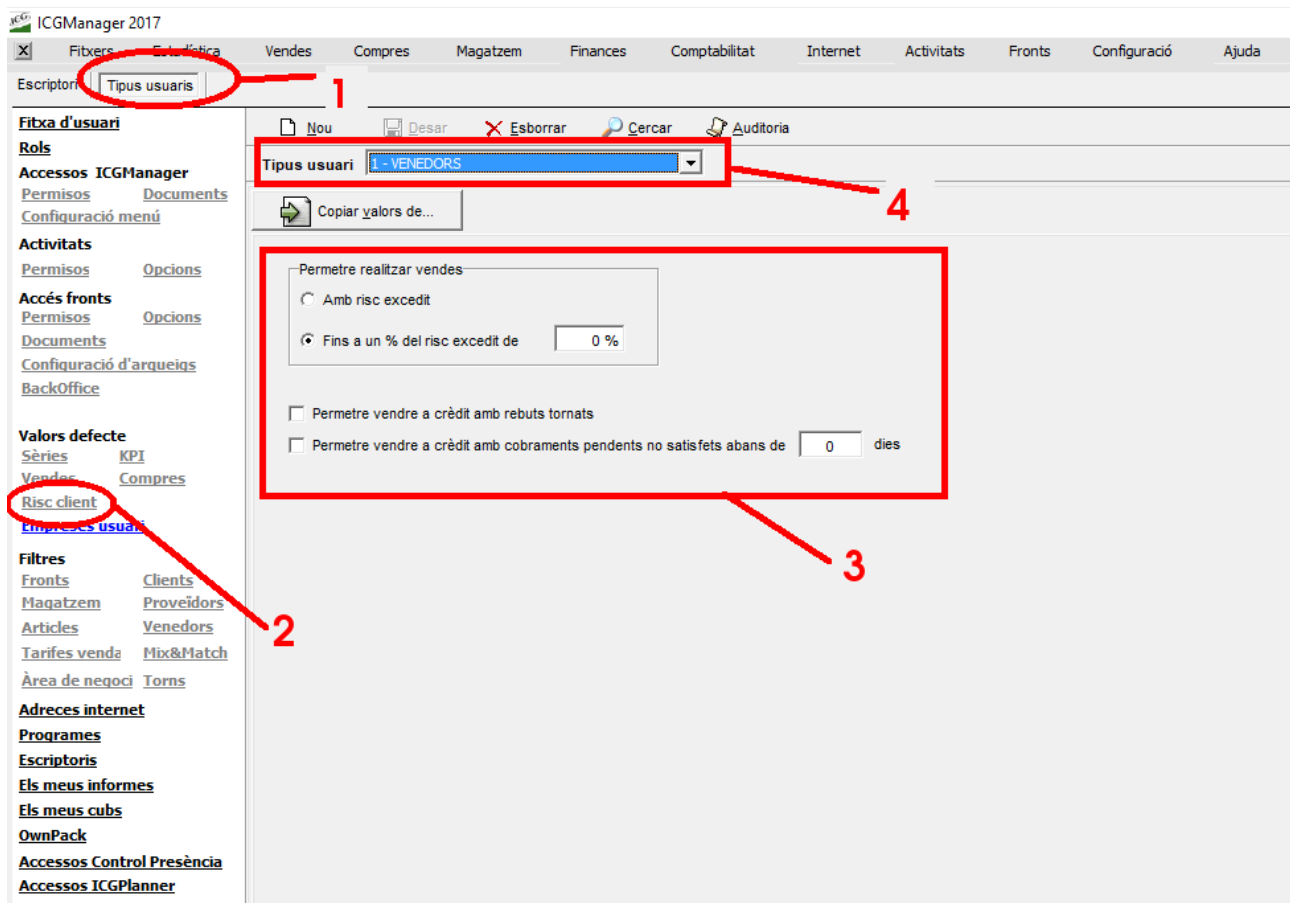 ICGManager 2017
X Fitxers Estadística Vendes Compres Magatzem Finances Comptabilitat Internet Activitats Fronts Configuració Ajuda
Escriptori Tipus usuaris
1
Fitxa d'usuari
Nou Desar Esborrar Cercar Auditoria
Rols
Tipus usuari 1 - VENEDORS
Accessos ICGManager
Permisos Documents
4
Configuració menú
Copiar valors de...
Activitats
Permisos Opcions
Permetre realitzar vendes
Accés fronts
Amb risc excedit
Permisos Opcions
Documents
Fins a un % del risc excedit de 0 %
Configuració d'arqueigs
BackOffice
Permetre vendre a crèdit amb rebuts tornats
Valors defecte
Permetre vendre a crèdit amb cobraments pendents no satisfets abans de 0 dies
Sèries KPI
Vendes Compres
Risc client
Empreses usuari
3
Filtres
Fronts Clients
Magatzem Proveïdors
Articles Venedors
2
Tarifes venda Mix&Match
Àrea de negoci Torns
Adreces internet
Programes
Escriptoris
Els meus informes
Els meus cubs
OwnPack
Accessos Control Presència
Accessos ICGPlanner